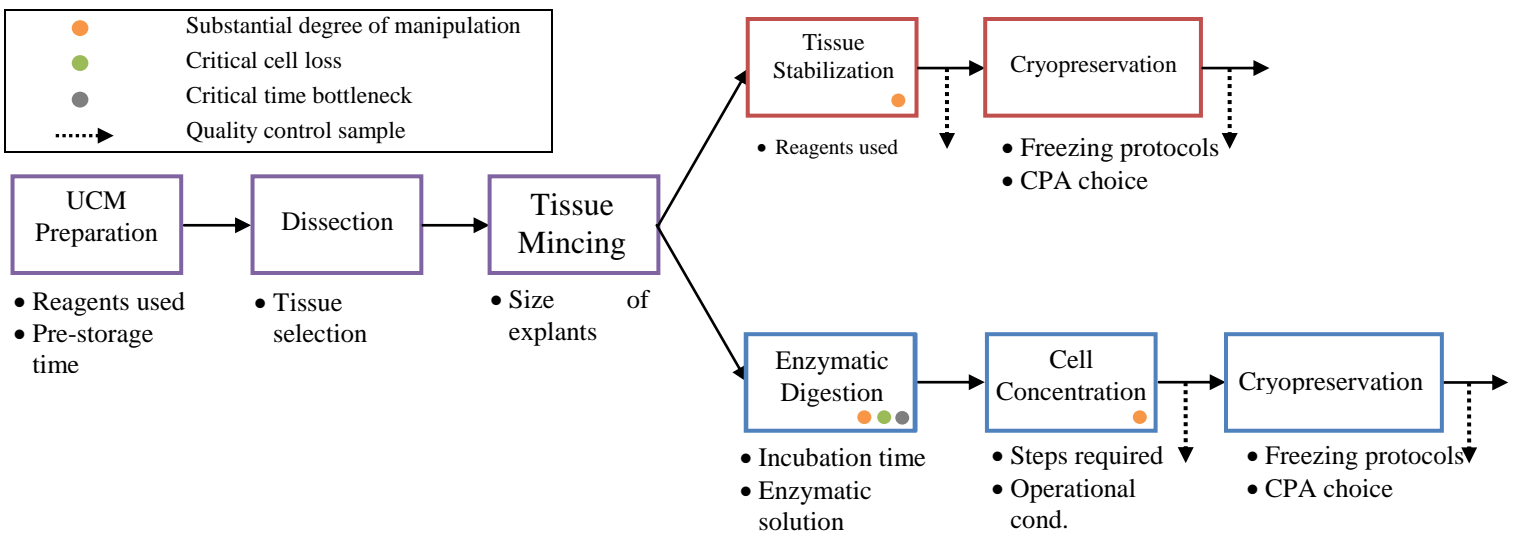 Substantial degree of manipulation
Critical cell loss
Critical time bottleneck
Quality control sample
UCM
Preparation
• Reagents used
• Pre-storage
time
Dissection
• Tissue
selection
Tissue
Mincing
• Size of
explants
Tissue
Stabilization
• Reagents used
Cryopreservation
• Freezing protocols
• CPA choice
Enzymatic
Digestion
• Incubation time
• Enzymatic
solution
Cell
Concentration
• Steps required
• Operational
cond.
Cryopreservation
• Freezing protocols
• CPA choice